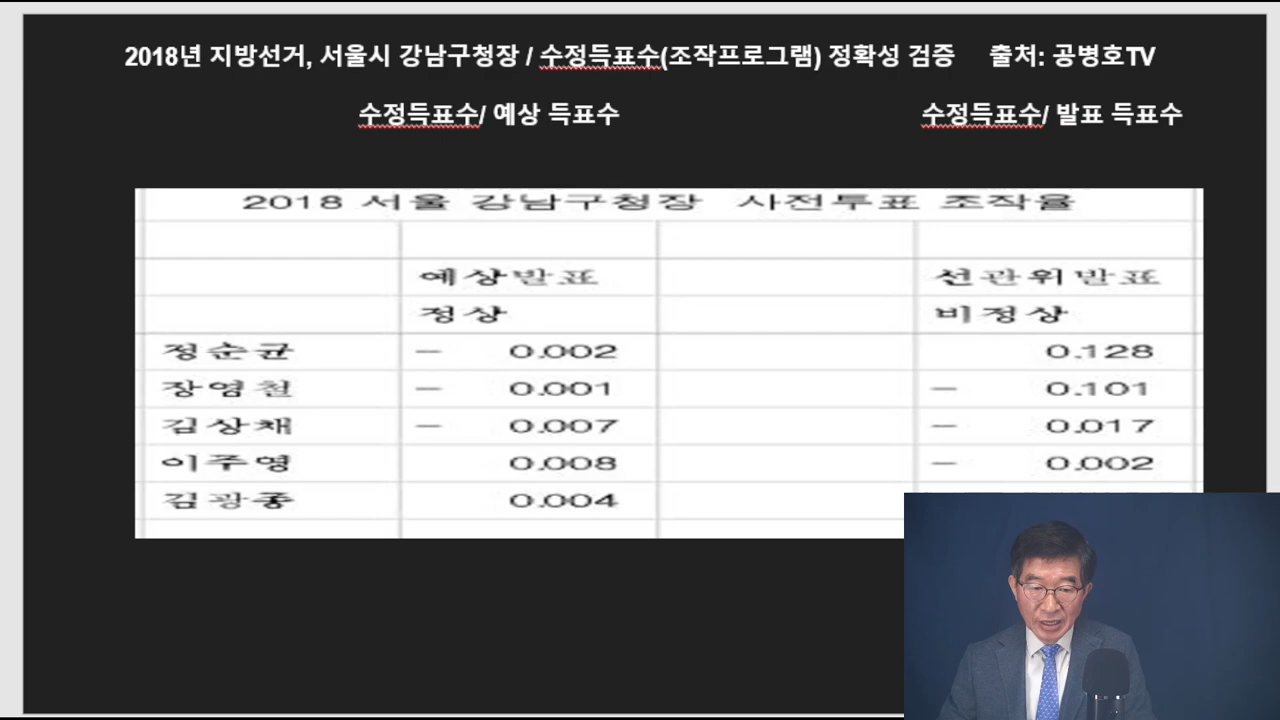 2018년 지방선거, 서울시 강남구청장 / 수정득표수(조작프로그램) 정확성 검증 출처: 공병호TV
수정득표수/ 예상 득표수 수정득표수/ 발표 득표수
2018 서울 강남구청장 사전투표 조작율
예상발표 선관위발표
정상 비정상
정순균 - 0.002 0.128
장영철 - 0.001 - 0.101
김상채 - 0.007 - 0.017
이주영 0.008 - 0.002
김광종 0.004